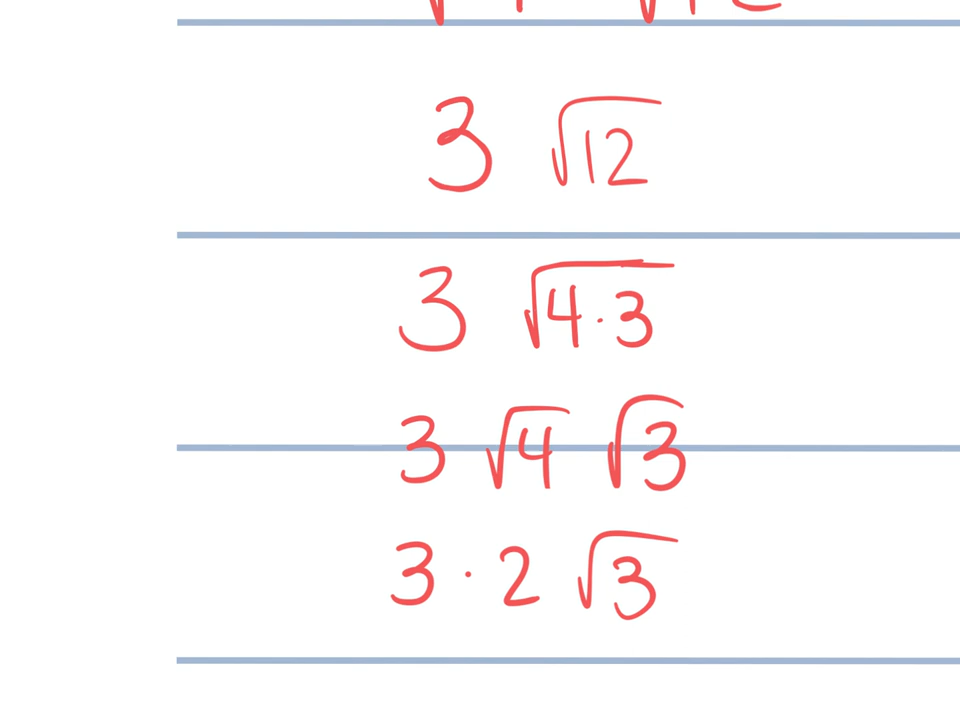 3 √12
3 √4·3
3 √4 √3
3 · 2 √3